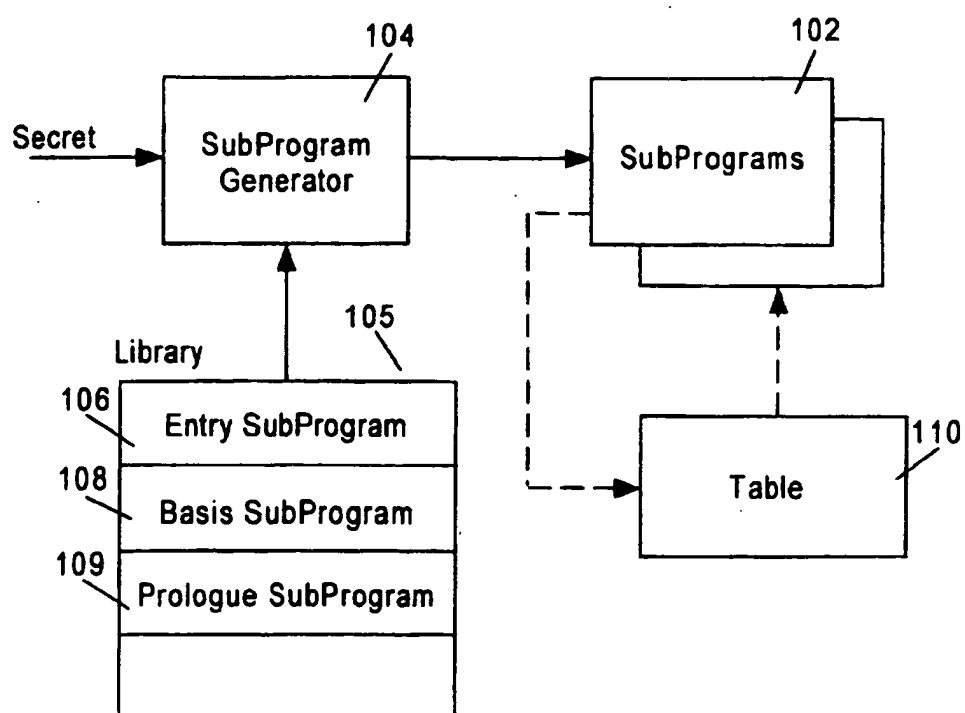 104
102
Secret
SubProgram
Generator
SubPrograms
105
Library
106
Entry SubProgram
110
108
Basis SubProgram
Table
109
Prologue SubProgram